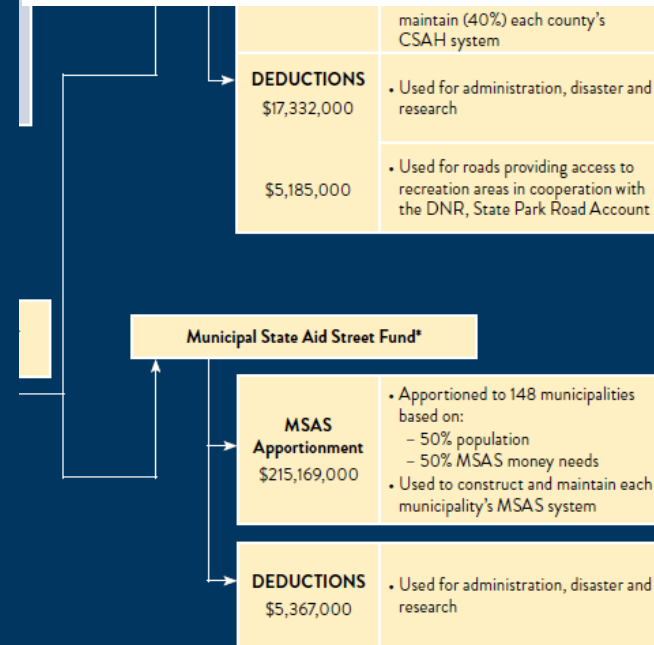 maintain (40%) each county's
CSAH system
DEDUCTIONS
$17,332,000
• Used for administration, disaster and
research
$5,185,000
• Used for roads providing access to
recreation areas in cooperation with
the DNR, State Park Road Account
Municipal State Aid Street Fund*
MSAS
Apportionment
$215,169,000
• Apportioned to 148 municipalities
based on:
– 50% population
– 50% MSAS money needs
• Used to construct and maintain each
municipality's MSAS system
DEDUCTIONS
$5,367,000
• Used for administration, disaster and
research